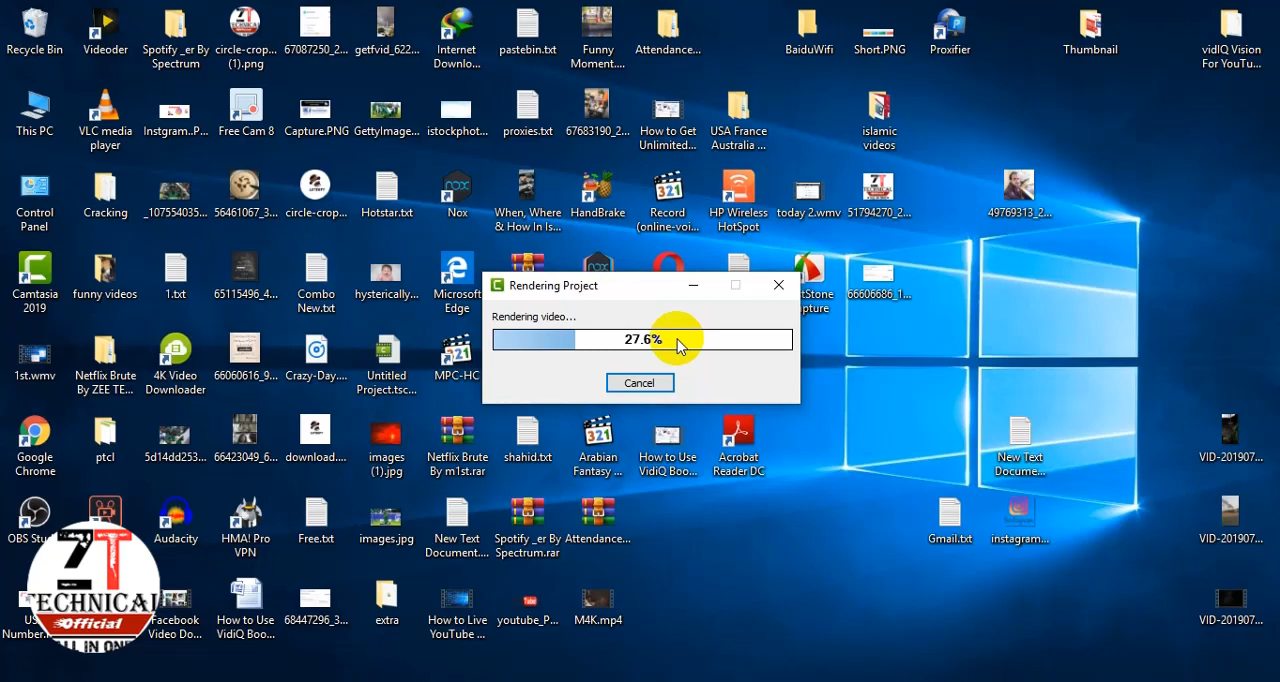 Recycle Bin
Videoder
Spotify _er By
Spectrum
circle-crop...
(1).png
67087250_2...
getfvid_622...
Internet
Downlo...
pastebin.txt
Funny
Moment....
Attendance...
BaiduWifi
Short.PNG
Proxifier
Thumbnail
vidIQ Vision
For YouTu...
This PC
VLC media
player
Instgram..P...
Free Cam 8
Capture.PNG
GettyImage...
istockphot...
proxies.txt
67683190_2...
How to Get
Unlimited...
USA France
Australia ...
islamic
videos
Control
Panel
Cracking
_107554035...
56461067_3...
circle-crop...
Hotstar.txt
Nox
When, Where
& How In Is...
HandBrake
Record
(online-voi...
HP Wireless
HotSpot
today 2.wmv
51794270_2...
49769313_2...
Camtasia
2019
funny videos
1.txt
65115496_4...
Combo
New.txt
hysterically...
Microsoft
Edge
Rendering Project
Rendering video...
27.6%
Cancel
66606686_1...
1st.wmv
Netflix Brute
By ZEE TE...
4K Video
Downloader
66060616_9...
Crazy-Day....
Untitled
Project.tsc...
MPC-HC
Google
Chrome
ptcl
5d14dd253...
66423049_6...
download....
images
(1).jpg
Netflix Brute
By m1st.rar
shahid.txt
Arabian
Fantasy ...
How to Use
VidiQ Boo...
Acrobat
Reader DC
New Text
Docume...
VID-201907...
OBS Stu
Audacity
HMA! Pro
VPN
Free.txt
images.jpg
New Text
Document....
Spotify _er By
Spectrum.rar
Attendance...
Gmail.txt
instagram...
VID-201907...
ZT
TECHNICAL
Official
ALL IN ONE
Facebook
Video Do...
How to Use
VidiQ Boo...
68447296_3...
extra
How to Live
YouTube ...
youtube_P...
M4K.mp4
VID-201907...